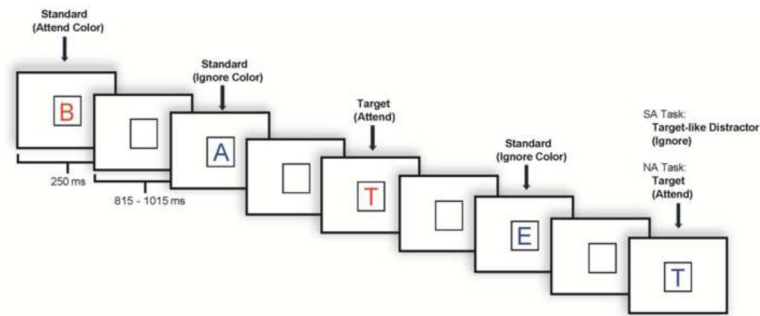 Standard
(Attend Color)
B
250 ms
815 - 1015 ms
Standard
(Ignore Color)
A
Target
(Attend)
T
Standard
(Ignore Color)
E
SA Task:
Target-like Distractor
(Ignore)
NA Task:
Target
(Attend)
T